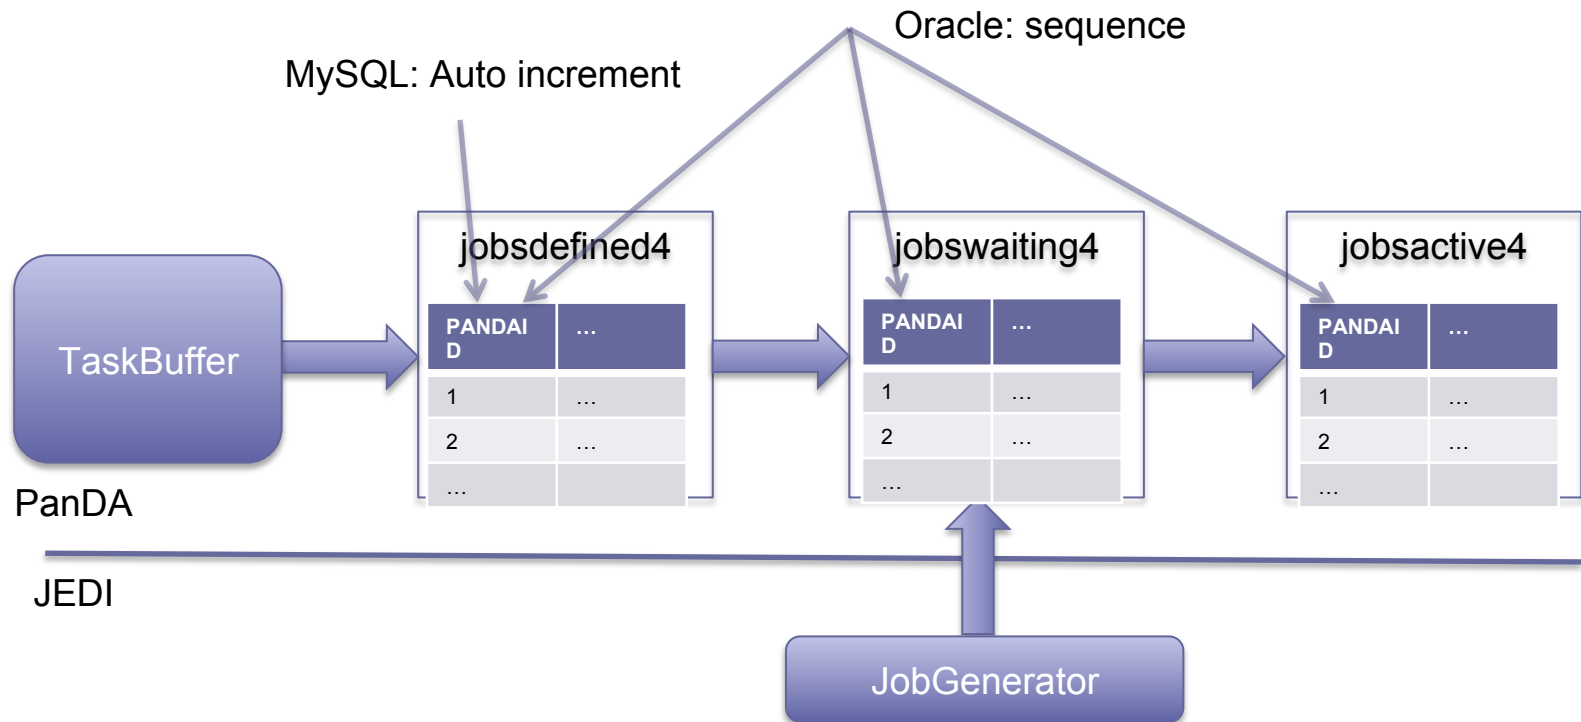 Oracle: sequence
MySQL: Auto increment
TaskBuffer
jobsdefined4
PANDAI
D
…
1 …
2 …
…
jobswaiting4
PANDAI
D
…
1 …
2 …
…
jobsactive4
PANDAI
D
…
1 …
2 …
…
PanDA
JEDI
JobGenerator